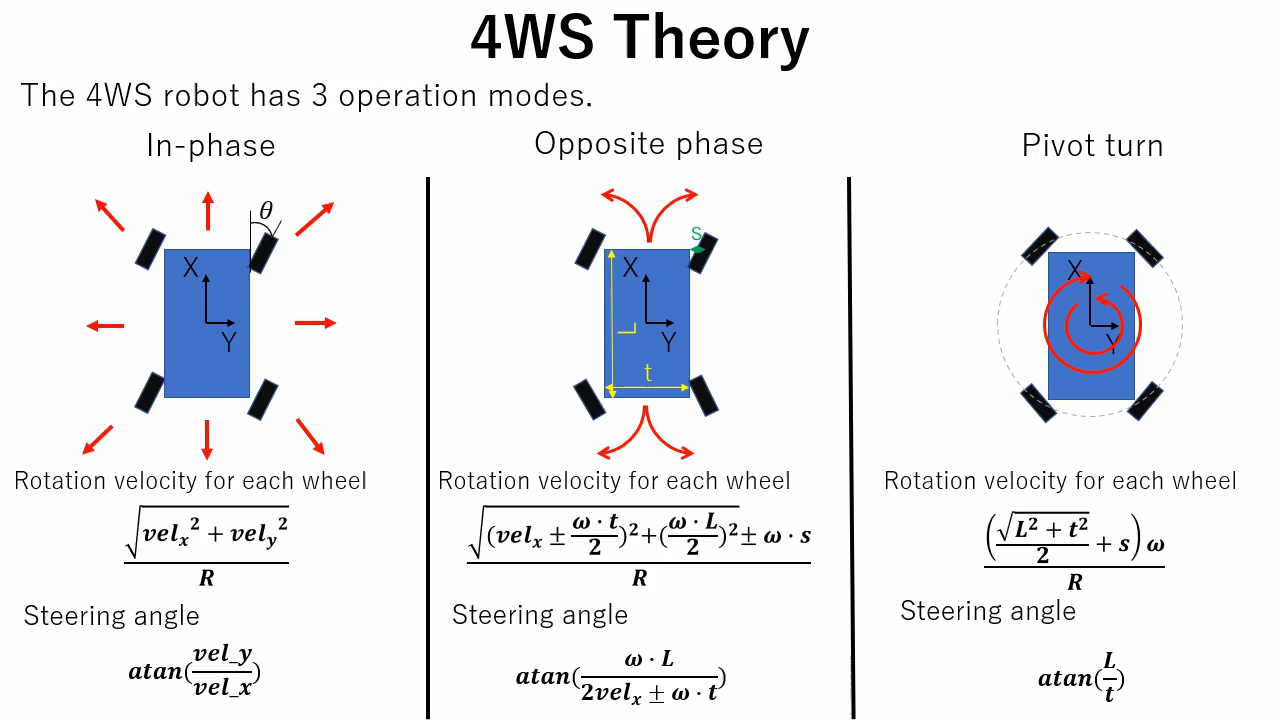 4WS Theory
The 4WS robot has 3 operation modes.
In-phase
θ
X
Y
Rotation velocity for each wheel
√(vel_x² + vel_y²) / R
Steering angle
atan(vel_y/vel_x)
Opposite phase
S
X
Y
L
t
Rotation velocity for each wheel
(√((vel_x ± ω · t/2)² + (ω · L/2)²) ± ω · s) / R
Steering angle
atan(ω · L/(2vel_x ± ω · t))
Pivot turn
X
Y
Rotation velocity for each wheel
(√(L² + t²)/2 + s) ω / R
Steering angle
atan(L/t)